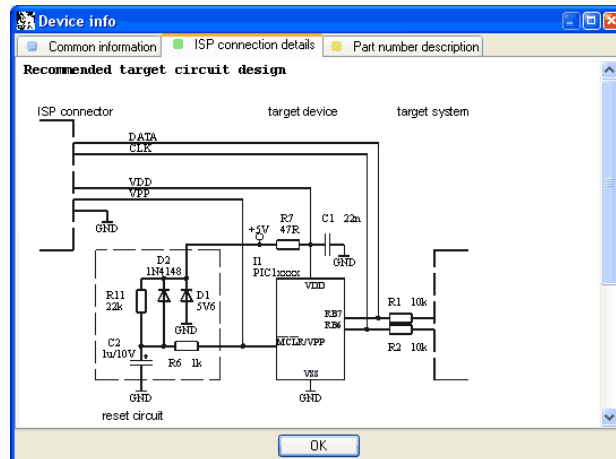 Device info
Common information
ISP connection details
Part number description
Recommended target circuit design
ISP connector
target device
target system
DATA
CLK
VDD
VPP
GND
+5V
R7
47R
C1 22n
GND
D2
1N4148
I1
PIC1xxxx
VDD
R11
22k
D1
5V6
GND
RB7
RB6
R1 10k
R2 10k
C2
1u/10V
+
R6 1k
MCLR/VPP
VSS
GND
GND
reset circuit
OK